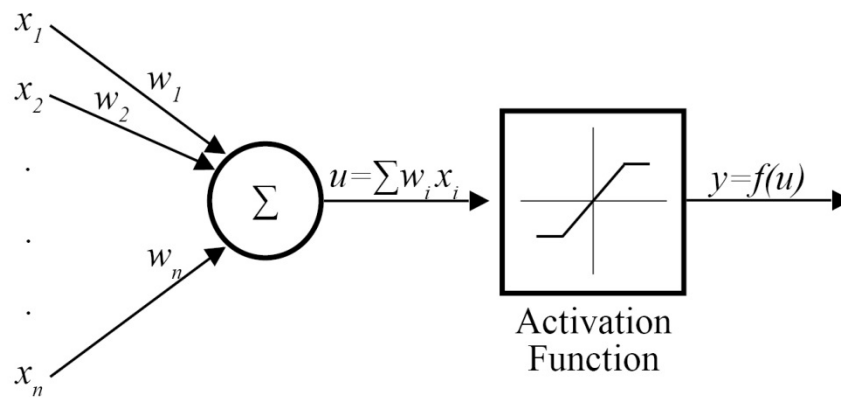 x₁
w₁
x₂
w₂
.
.
.
wₙ
xₙ
Σ
u=∑wᵢxᵢ
y=f(u)
Activation
Function